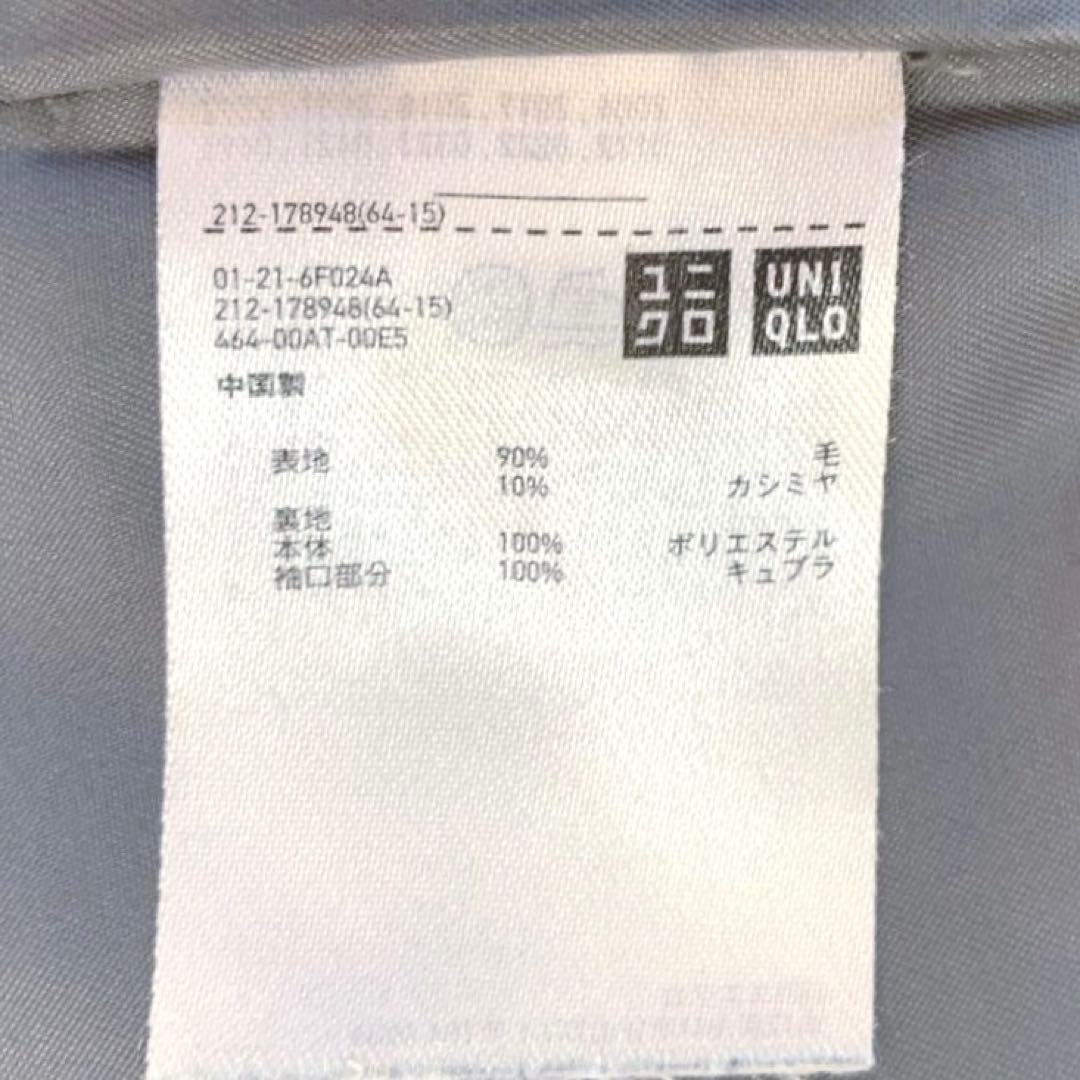 212-178948(64-15)
01-21-6F024A
212-178948(64-15)
464-00AT-00E5
ユニ
クロ
UNI
QLO
中国製
表地 90% 毛
10% カシミヤ
裏地
本体 100% ポリエステル
袖口部分 100% キュプラ